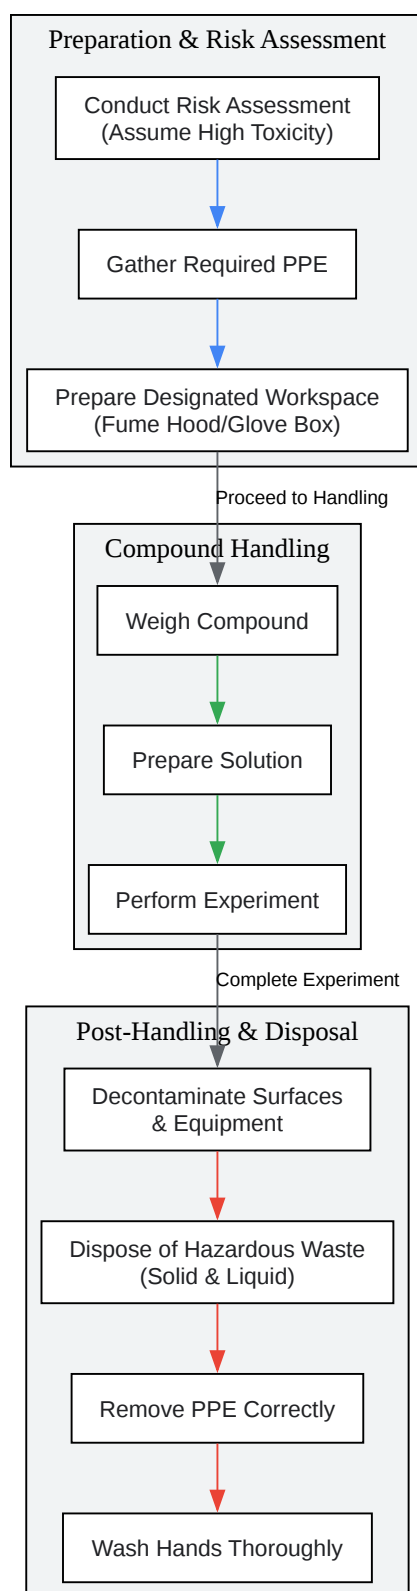 Preparation & Risk Assessment
Conduct Risk Assessment
(Assume High Toxicity)
Gather Required PPE
Prepare Designated Workspace
(Fume Hood/Glove Box)
Proceed to Handling
Compound Handling
Weigh Compound
Prepare Solution
Perform Experiment
Complete Experiment
Post-Handling & Disposal
Decontaminate Surfaces
& Equipment
Dispose of Hazardous Waste
(Solid & Liquid)
Remove PPE Correctly
Wash Hands Thoroughly